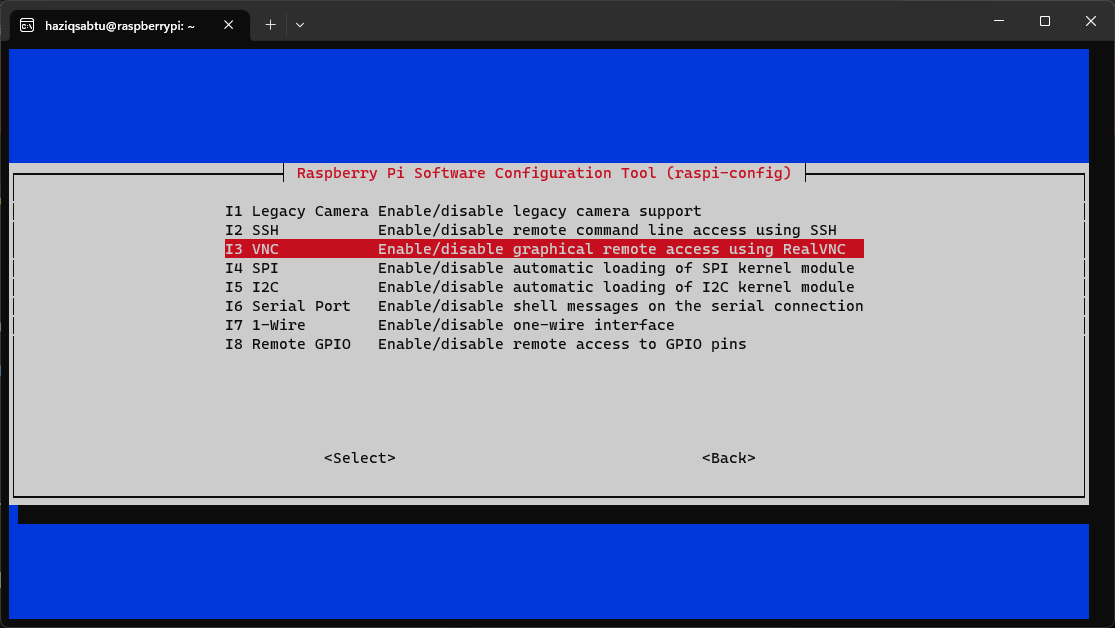 haziqsabtu@raspberrypi: ~
Raspberry Pi Software Configuration Tool (raspi-config)
I1 Legacy Camera Enable/disable legacy camera support
I2 SSH Enable/disable remote command line access using SSH
I3 VNC Enable/disable graphical remote access using RealVNC
I4 SPI Enable/disable automatic loading of SPI kernel module
I5 I2C Enable/disable automatic loading of I2C kernel module
I6 Serial Port Enable/disable shell messages on the serial connection
I7 1-Wire Enable/disable one-wire interface
I8 Remote GPIO Enable/disable remote access to GPIO pins
<Select> <Back>